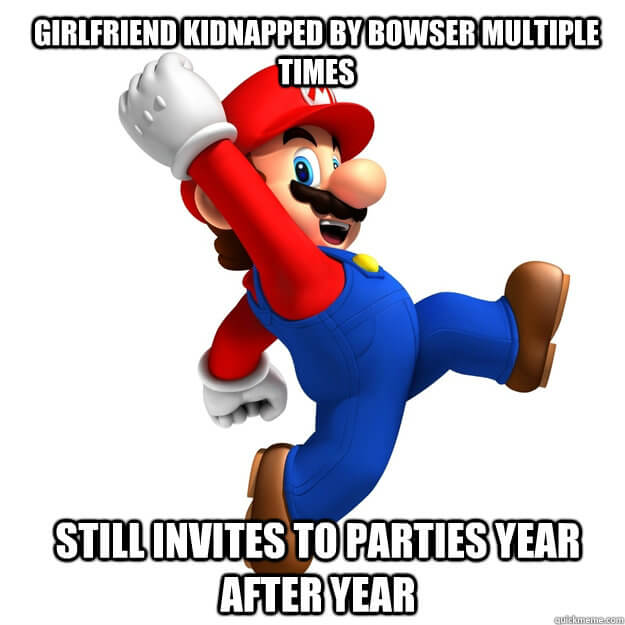 GIRLFRIEND KIDNAPPED BY BOWSER MULTIPLE
TIMES
M
STILL INVITES TO PARTIES YEAR
AFTER YEAR
quickmeme.com